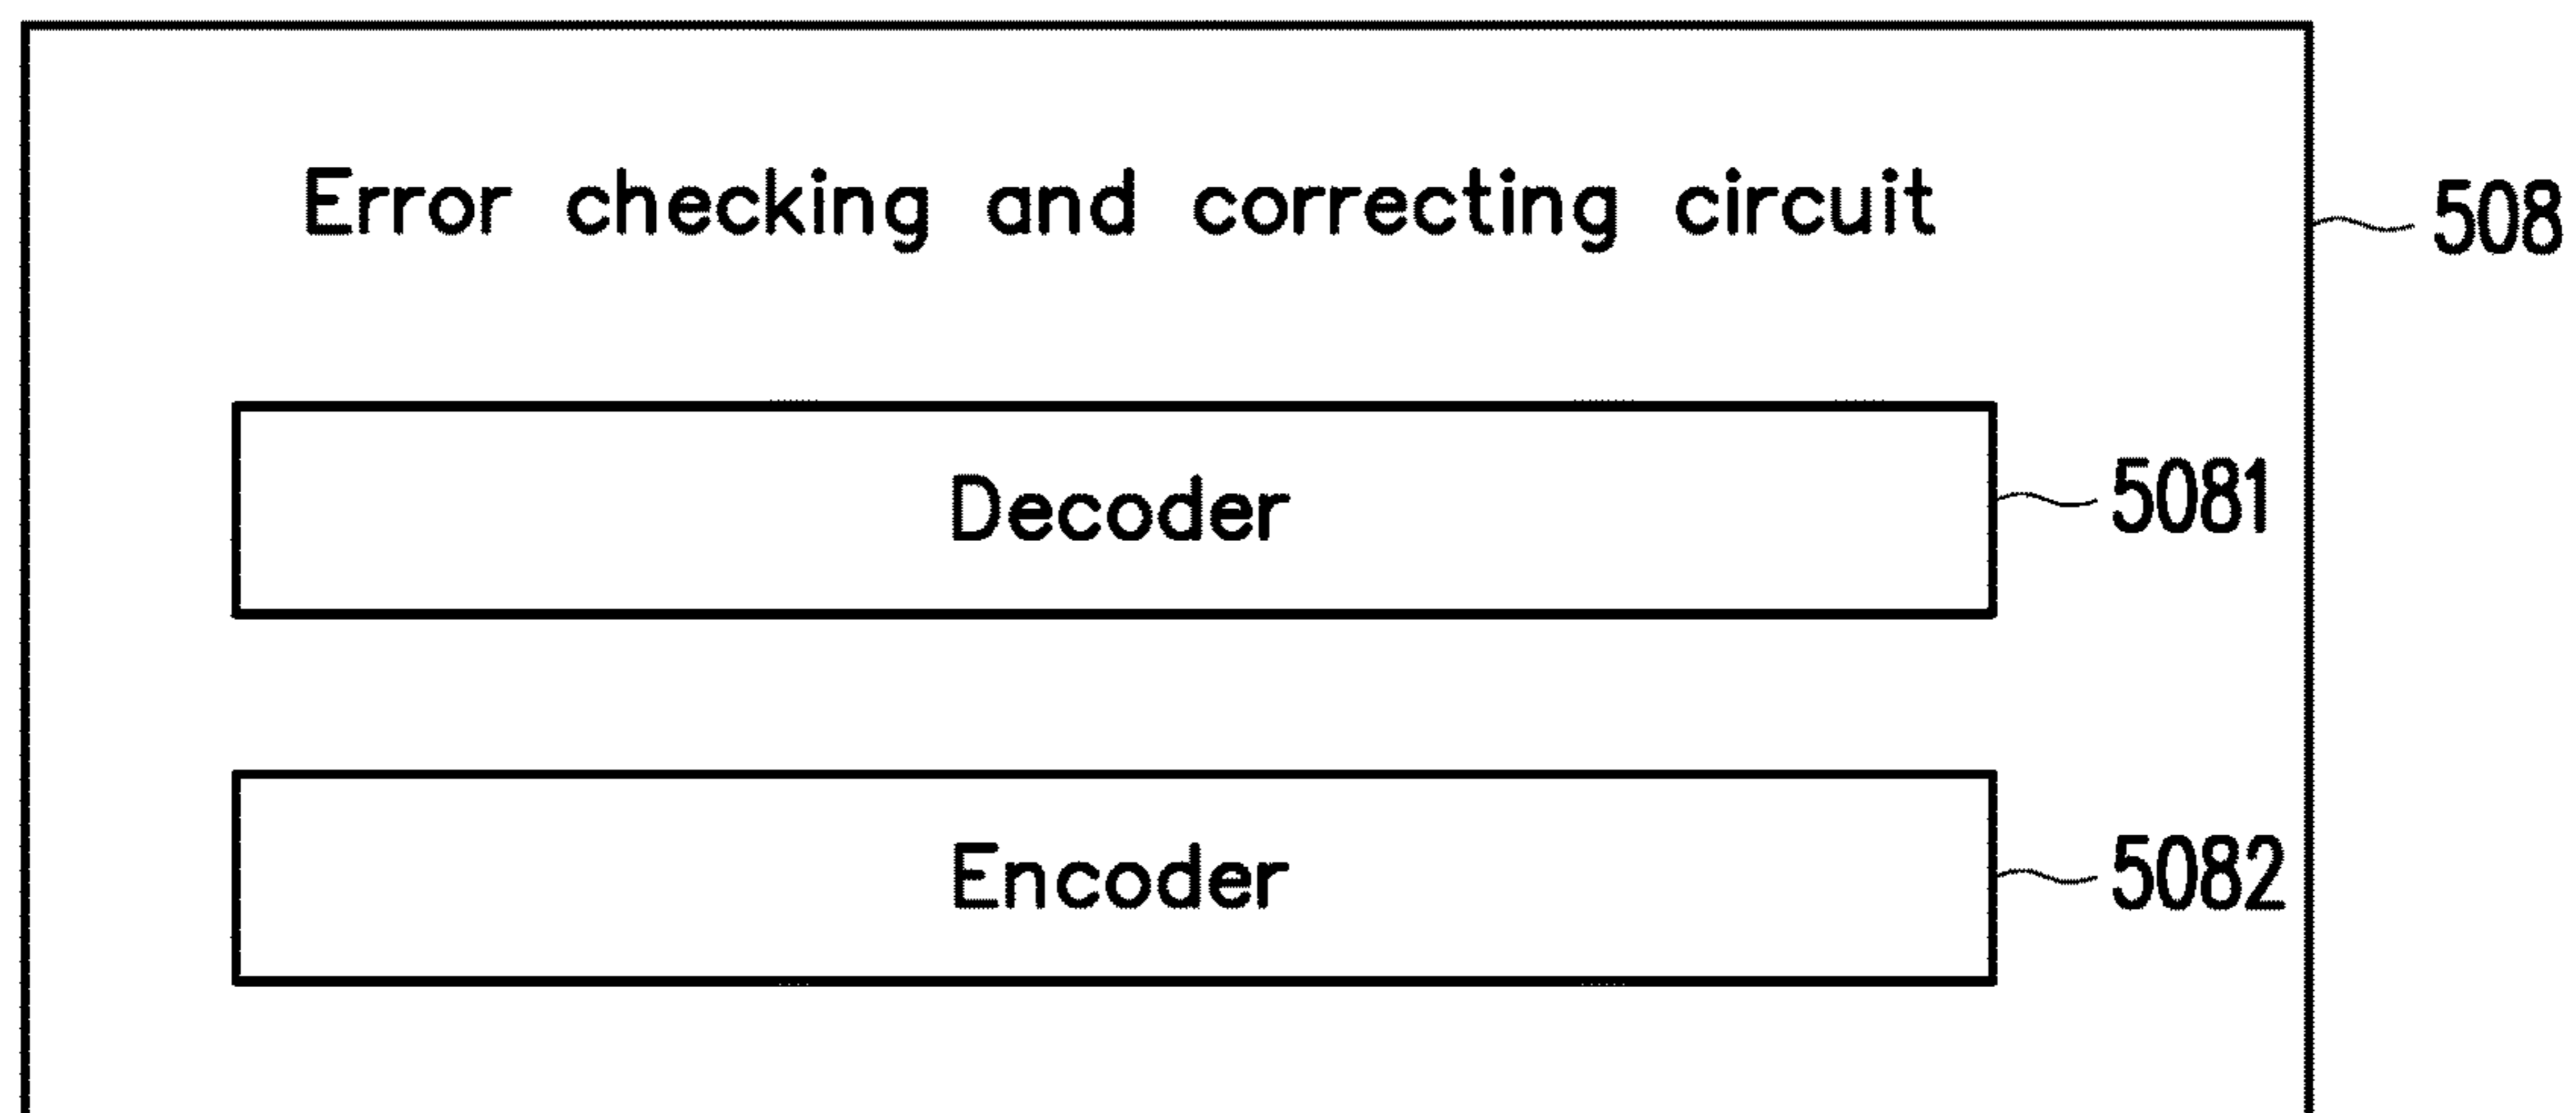 Error checking and correcting circuit
508
Decoder
5081
Encoder
5082